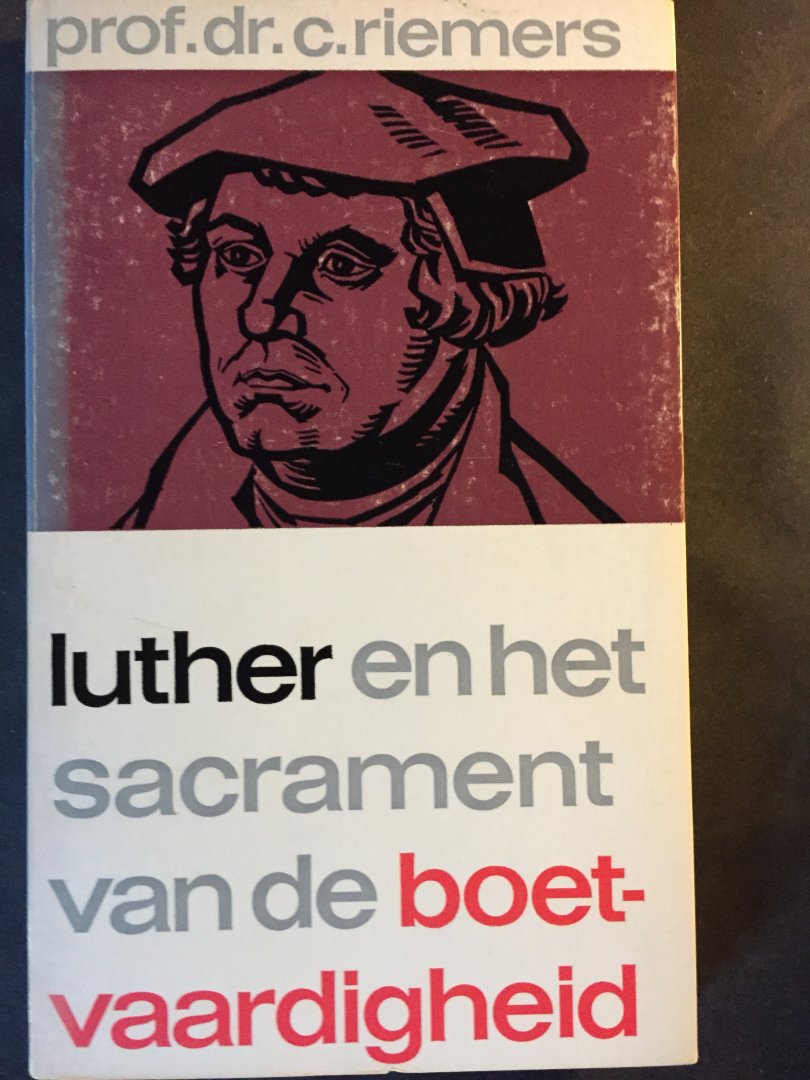 prof.dr.c.riemers
luther en het
sacrament
van de boet-
vaardigheid